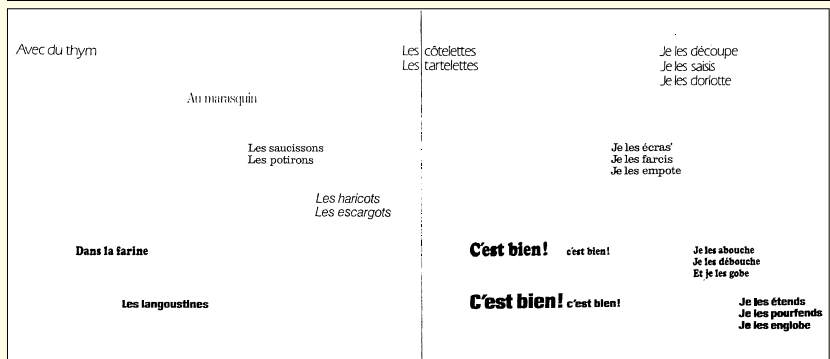 Avec du thym
Les côtelettes
Les tartelettes
Je les découpe
Je les saisis
Je les dorlotte
Au marasquin
Les saucissons
Les potirons
Je les écras'
Je les farcis
Je les empote
Les haricots
Les escargots
Dans la farine
C'est bien! c'est bien!
Je les abouche
Je les débouche
Et je les gobe
Les langoustines
C'est bien! c'est bien!
Je les étends
Je les pourfends
Je les englobe